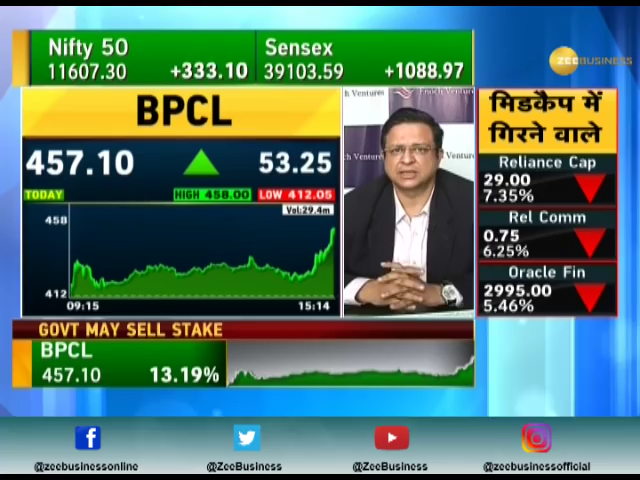 Nifty 50
11607.30 +333.10
Sensex
39103.59 +1088.97
ZEEBUSINESS
BPCL
457.10 53.25
TODAY HIGH 458.00 LOW 412.05
Vol:29.4m
458
412
09:15 15:14
Enoch Ventures
मिडकैप में
गिरने वाले
Reliance Cap
29.00
7.35%
Rel Comm
0.75
6.25%
Oracle Fin
2995.00
5.46%
GOVT MAY SELL STAKE
BPCL
457.10 13.19%
@zeebusinessonline @ZeeBusiness @ZeeBusiness @zeebusinessofficial